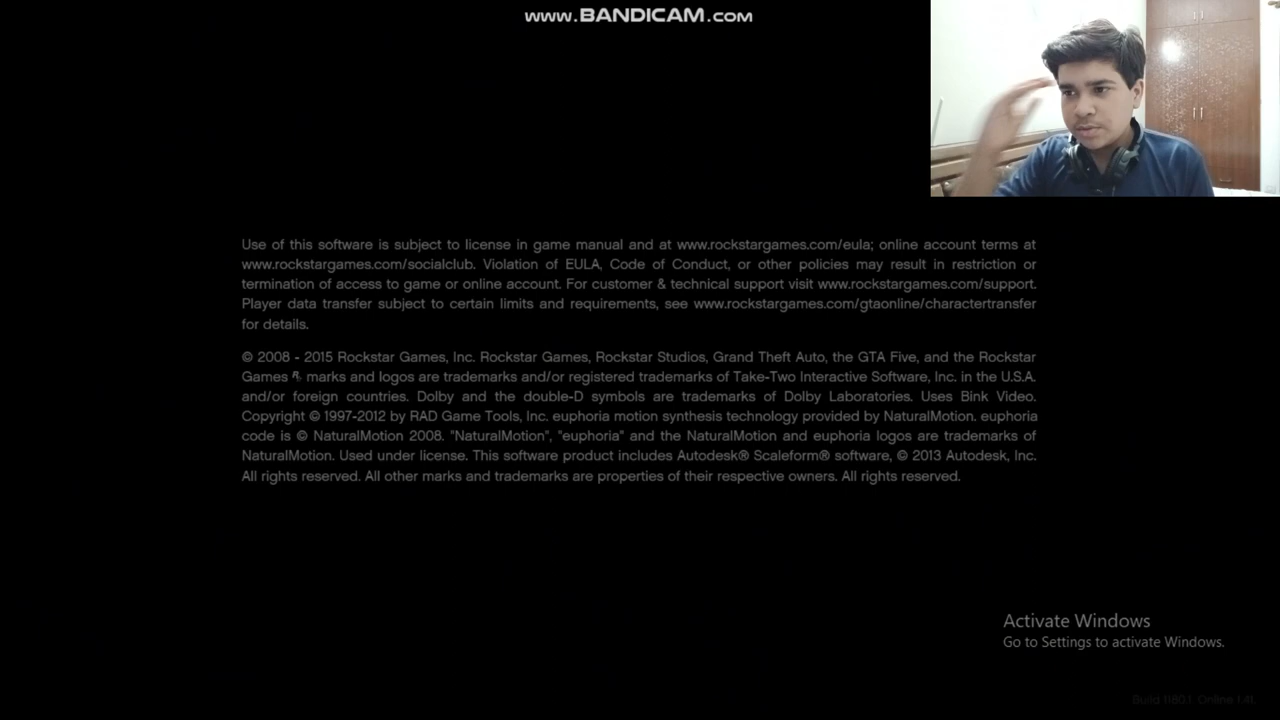 www.BANDICAM.com
Use of this software is subject to license in game manual and at www.rockstargames.com/eula; online account terms at
www.rockstargames.com/socialclub. Violation of EULA, Code of Conduct, or other policies may result in restriction or
termination of access to game or online account. For customer & technical support visit www.rockstargames.com/support.
Player data transfer subject to certain limits and requirements, see www.rockstargames.com/gtaonline/charactertransfer
for details.
© 2008 - 2015 Rockstar Games, Inc. Rockstar Games, Rockstar Studios, Grand Theft Auto, the GTA Five, and the Rockstar
Games R* marks and logos are trademarks and/or registered trademarks of Take-Two Interactive Software, Inc. in the U.S.A.
and/or foreign countries. Dolby and the double-D symbols are trademarks of Dolby Laboratories. Uses Bink Video.
Copyright © 1997-2012 by RAD Game Tools, Inc. euphoria motion synthesis technology provided by NaturalMotion. euphoria
code is © NaturalMotion 2008. "NaturalMotion", "euphoria" and the NaturalMotion and euphoria logos are trademarks of
NaturalMotion. Used under license. This software product includes Autodesk® Scaleform® software, © 2013 Autodesk, Inc.
All rights reserved. All other marks and trademarks are properties of their respective owners. All rights reserved.
Activate Windows
Go to Settings to activate Windows.
Build 1180.1, Online 1.41,